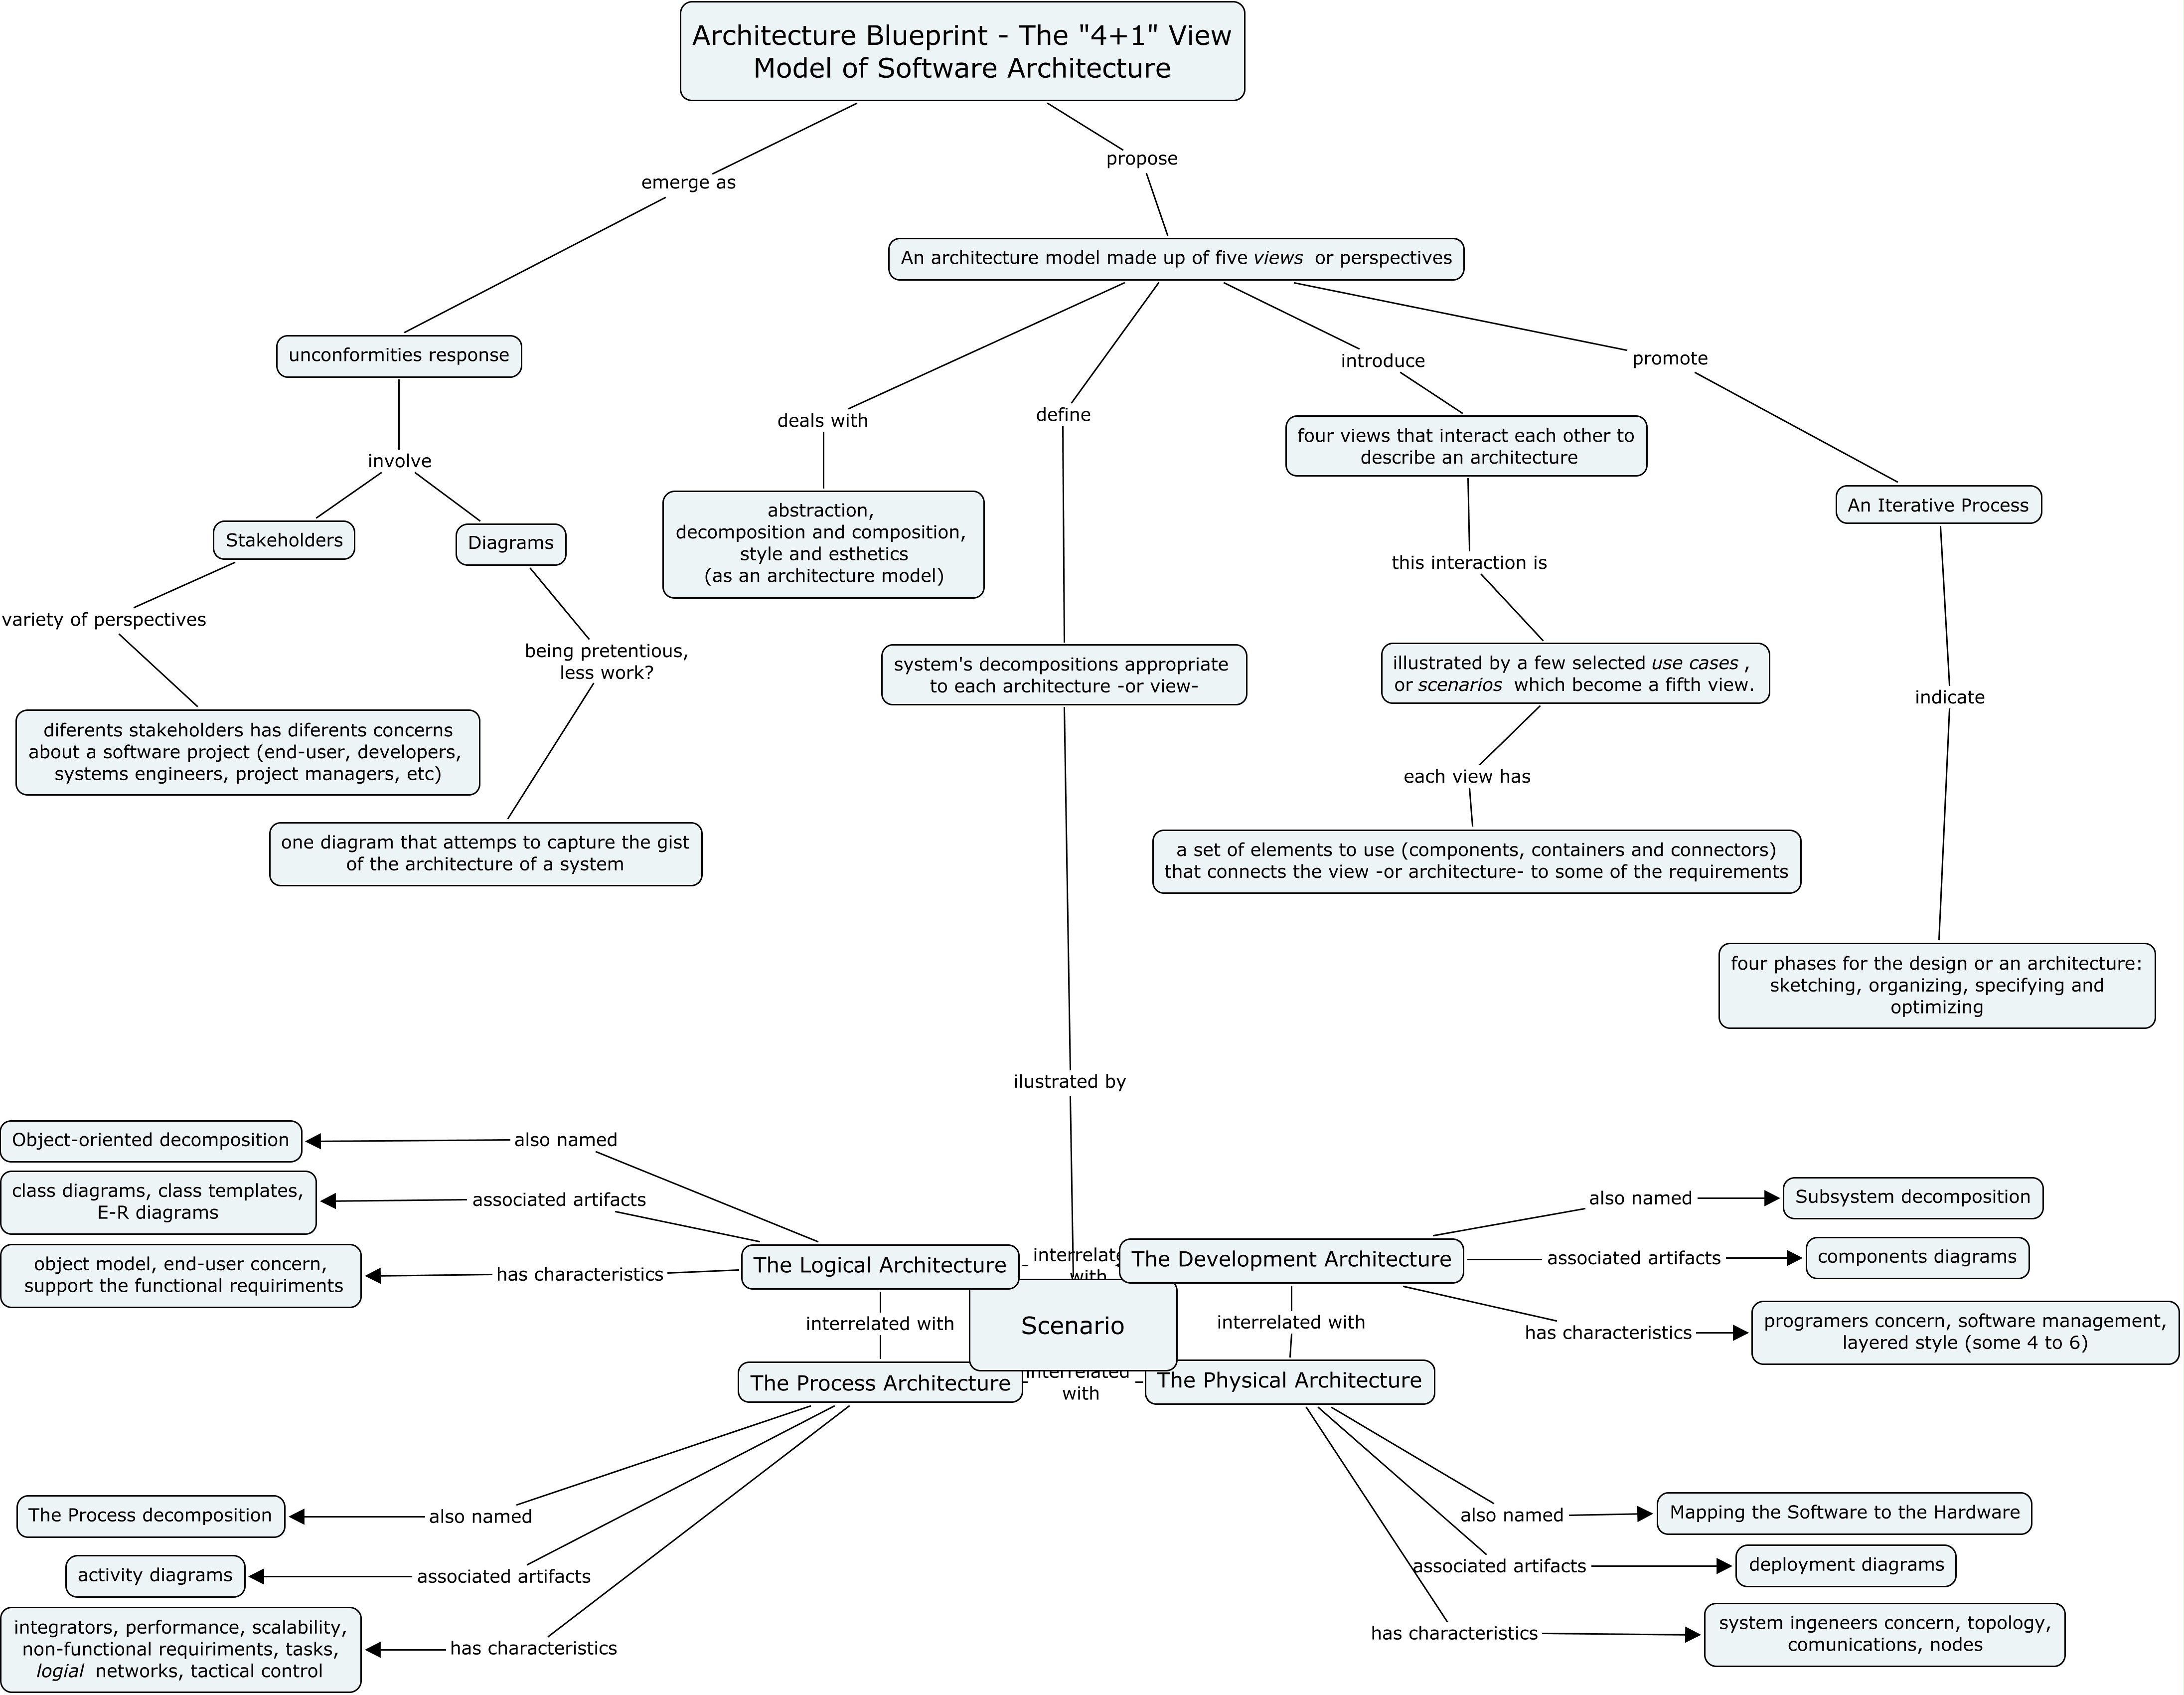 Architecture Blueprint - The "4+1" View
Model of Software Architecture
emerge as
propose
An architecture model made up of five views or perspectives
unconformities response
involve
Stakeholders
Diagrams
variety of perspectives
being pretentious,
less work?
diferents stakeholders has diferents concerns
about a software project (end-user, developers,
systems engineers, project managers, etc)
one diagram that attemps to capture the gist
of the architecture of a system
deals with
define
introduce
promote
abstraction,
decomposition and composition,
style and esthetics
(as an architecture model)
system's decompositions appropriate
to each architecture -or view-
four views that interact each other to
describe an architecture
this interaction is
illustrated by a few selected use cases ,
or scenarios which become a fifth view.
each view has
a set of elements to use (components, containers and connectors)
that connects the view -or architecture- to some of the requirements
An Iterative Process
indicate
four phases for the design or an architecture:
sketching, organizing, specifying and
optimizing
ilustrated by
Object-oriented decomposition
also named
class diagrams, class templates,
E-R diagrams
associated artifacts
object model, end-user concern,
support the functional requiriments
has characteristics
The Logical Architecture
with
The Development Architecture
also named
Subsystem decomposition
associated artifacts
components diagrams
has characteristics
programers concern, software management,
layered style (some 4 to 6)
interrelated with
Scenario
interrelated with
The Process Architecture
interrelated
with
The Physical Architecture
The Process decomposition
also named
activity diagrams
associated artifacts
integrators, performance, scalability,
non-functional requiriments, tasks,
logial networks, tactical control
has characteristics
also named
Mapping the Software to the Hardware
associated artifacts
deployment diagrams
has characteristics
system ingeneers concern, topology,
comunications, nodes